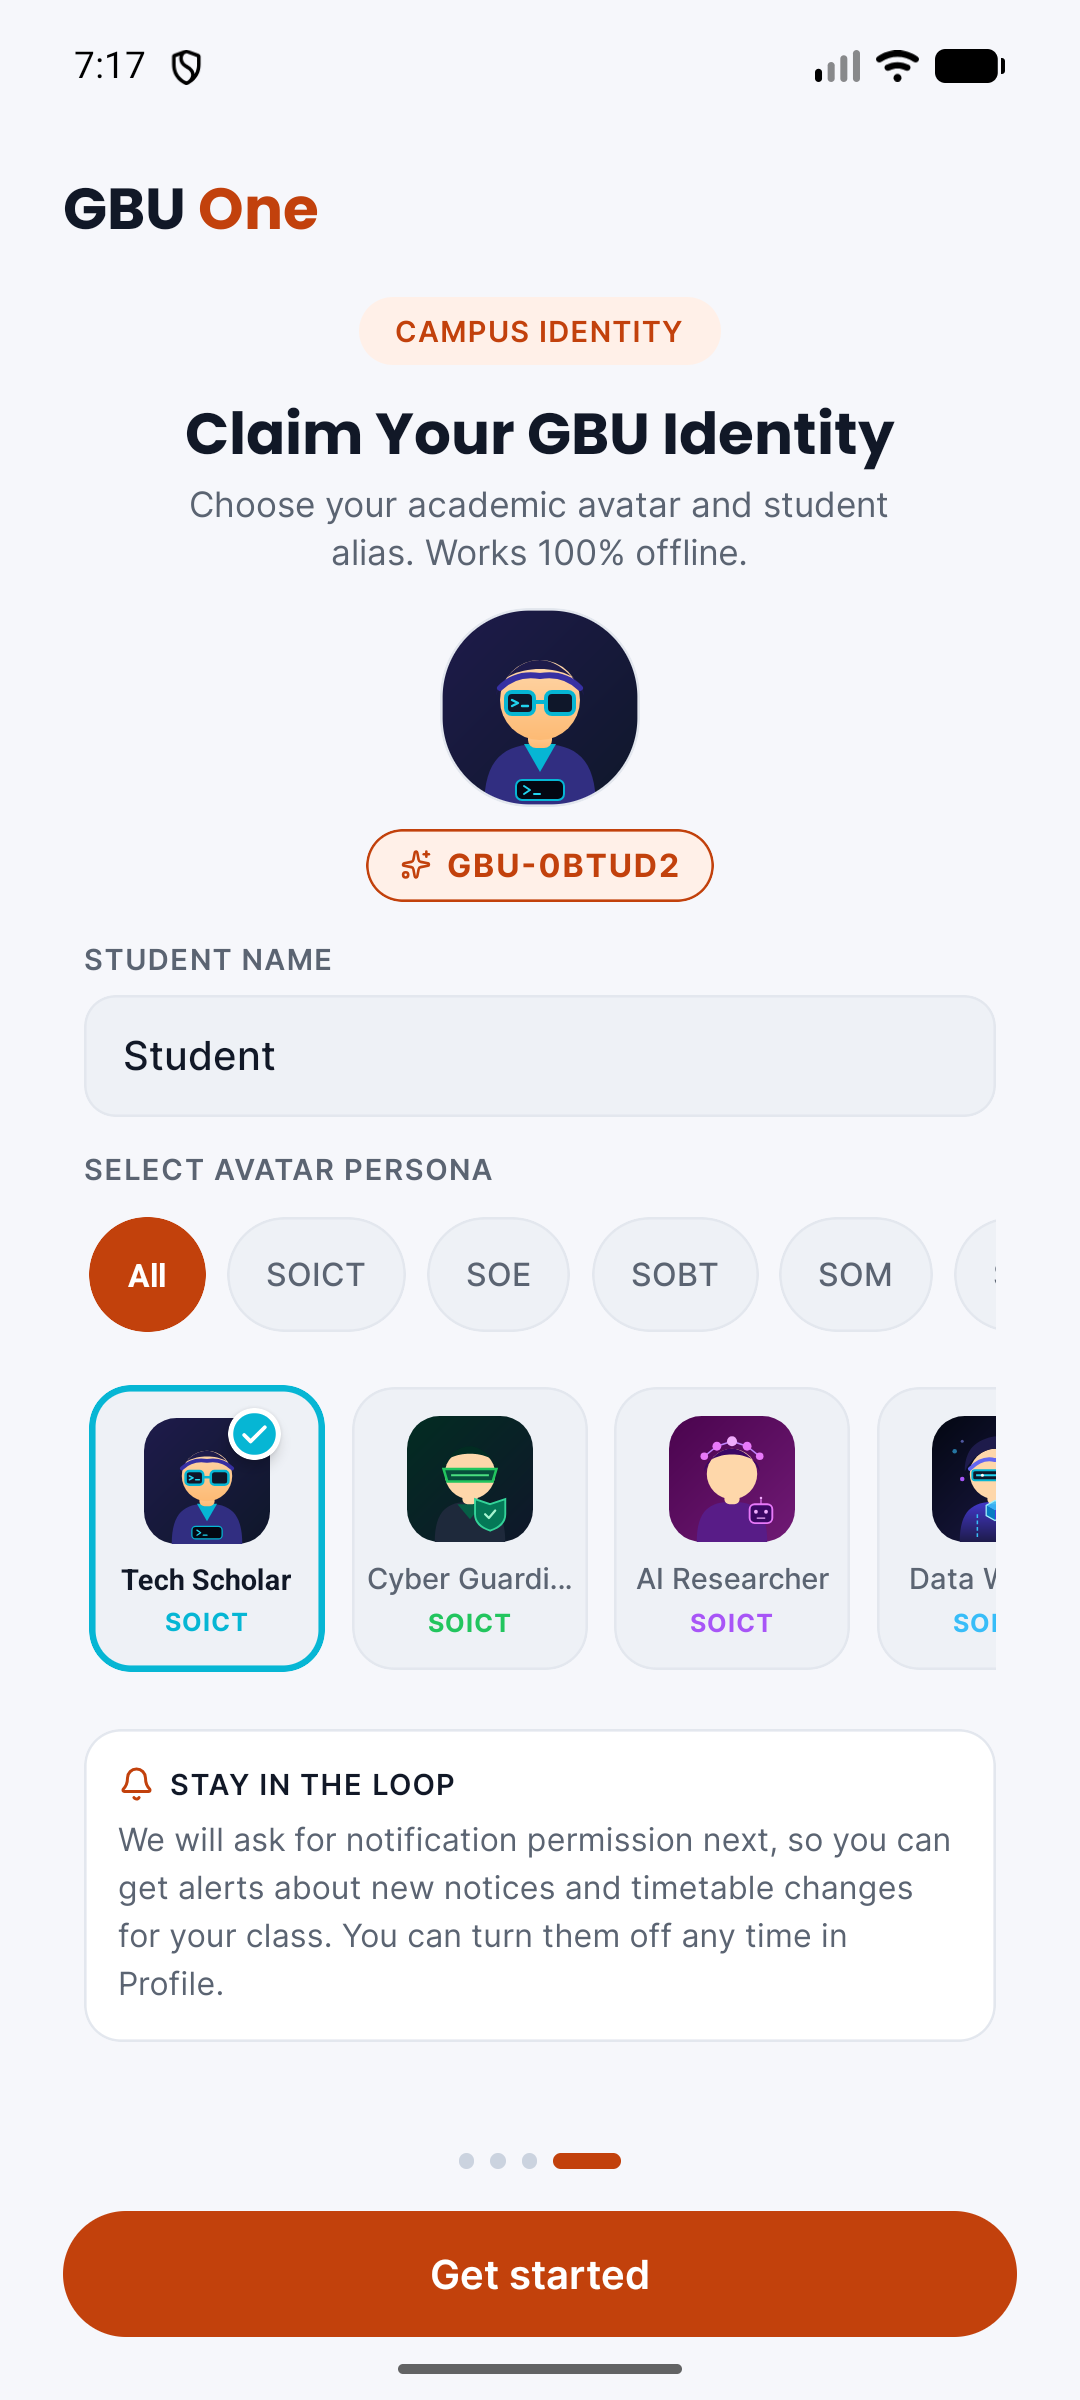 7:17
GBU One
CAMPUS IDENTITY
Claim Your GBU Identity
Choose your academic avatar and student
alias. Works 100% offline.
>_
>_
GBU-0BTUD2
STUDENT NAME
Student
SELECT AVATAR PERSONA
All SOICT SOE SOBT SOM
>_
>_
Tech Scholar Cyber Guardi... AI Researcher Data
SOICT SOICT SOICT
STAY IN THE LOOP
We will ask for notification permission next, so you can
get alerts about new notices and timetable changes
for your class. You can turn them off any time in
Profile.
Get started